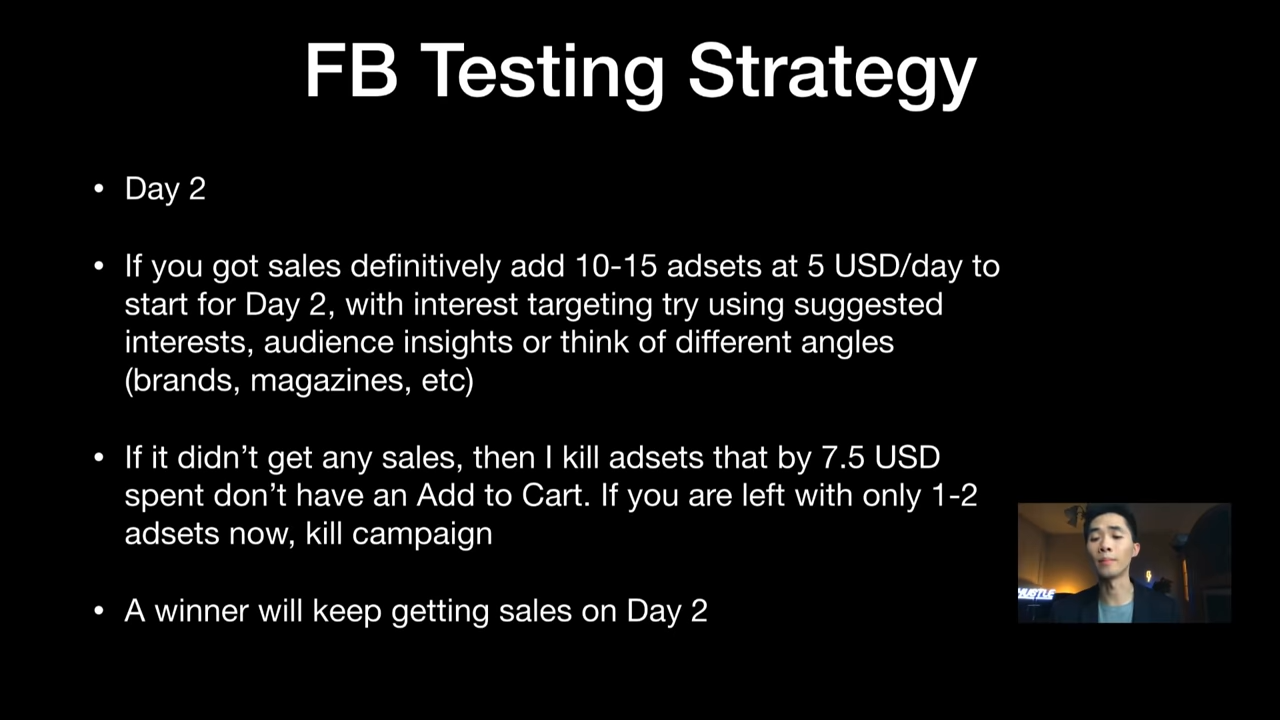 FB Testing Strategy
• Day 2
• If you got sales definitively add 10-15 adsets at 5 USD/day to
start for Day 2, with interest targeting try using suggested
interests, audience insights or think of different angles
(brands, magazines, etc)
• If it didn’t get any sales, then I kill adsets that by 7.5 USD
spent don’t have an Add to Cart. If you are left with only 1-2
adsets now, kill campaign
• A winner will keep getting sales on Day 2
HUSTLE